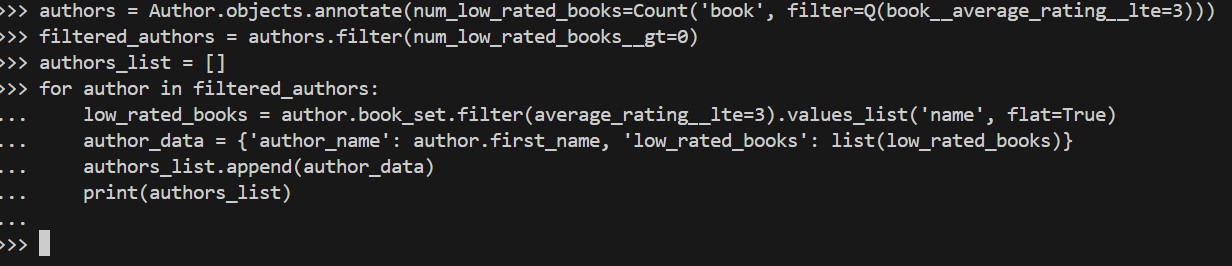 >>> authors = Author.objects.annotate(num_low_rated_books=Count('book', filter=Q(book__average_rating__lte=3)))
>>> filtered_authors = authors.filter(num_low_rated_books__gt=0)
>>> authors_list = []
>>> for author in filtered_authors:
...     low_rated_books = author.book_set.filter(average_rating__lte=3).values_list('name', flat=True)
...     author_data = {'author_name': author.first_name, 'low_rated_books': list(low_rated_books)}
...     authors_list.append(author_data)
...     print(authors_list)
...
>>>